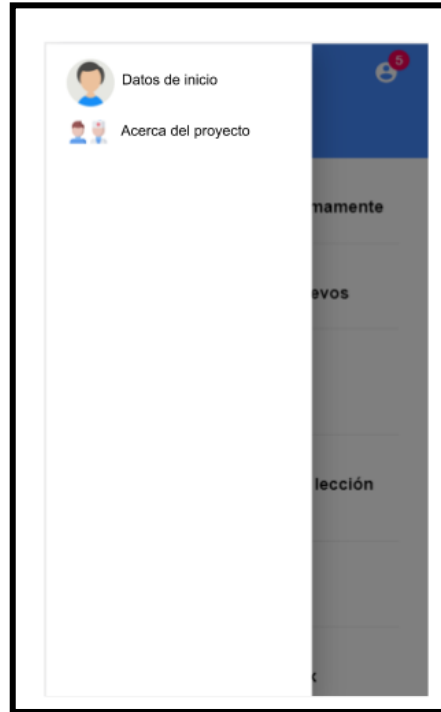 Datos de inicio
5
Acerca del proyecto
mamente
evos
lección